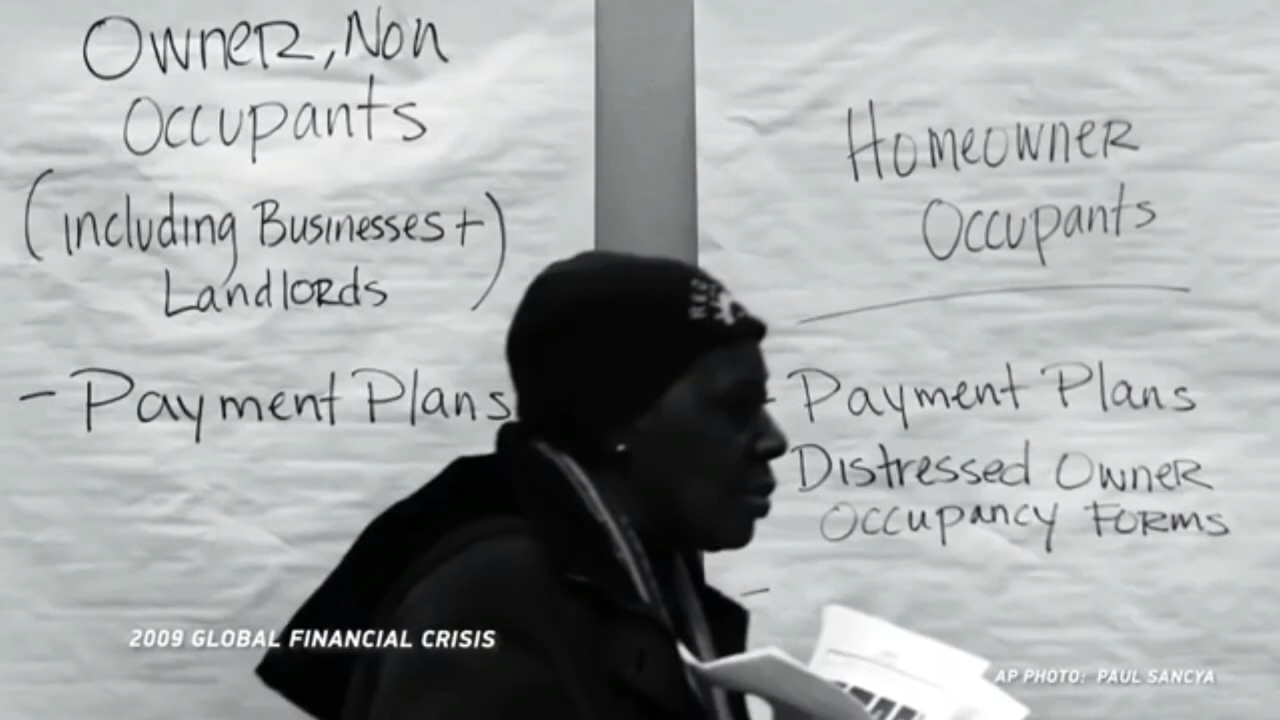 Owner, Non
Occupants
(including Businesses +)
Landlords
- Payment Plans
Homeowner
Occupants
- Payment Plans
Distressed Owner
Occupancy Forms
-
2009 GLOBAL FINANCIAL CRISIS
AP PHOTO: PAUL SANCYA